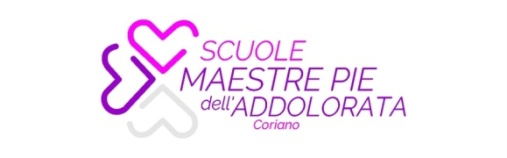 SCUOLE
MAESTRE PIE
dell'ADDOLORATA
Coriano